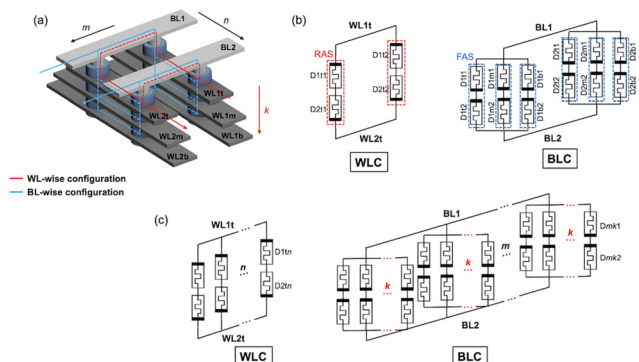 (a)
m
n
BL1
BL2
WL1t
WL2t
WL1m
WL2m
WL1b
WL2b
k
WL-wise configuration
BL-wise configuration
(b)
WL1t
RAS
D1t1
D2t1
D1t2
D2t2
WL2t
WLC
BL1
FAS
D1t1
D1m1
D1b1
D1t2
D1m2
D1b2
D2t1
D2m1
D2b1
D2t2
D2m2
D2b2
BL2
BLC
(c)
WL1t
n
...
D1tn
D2tn
WL2t
WLC
BL1
k
...
k
...
m
...
k
...
Dmk1
Dmk2
BL2
BLC